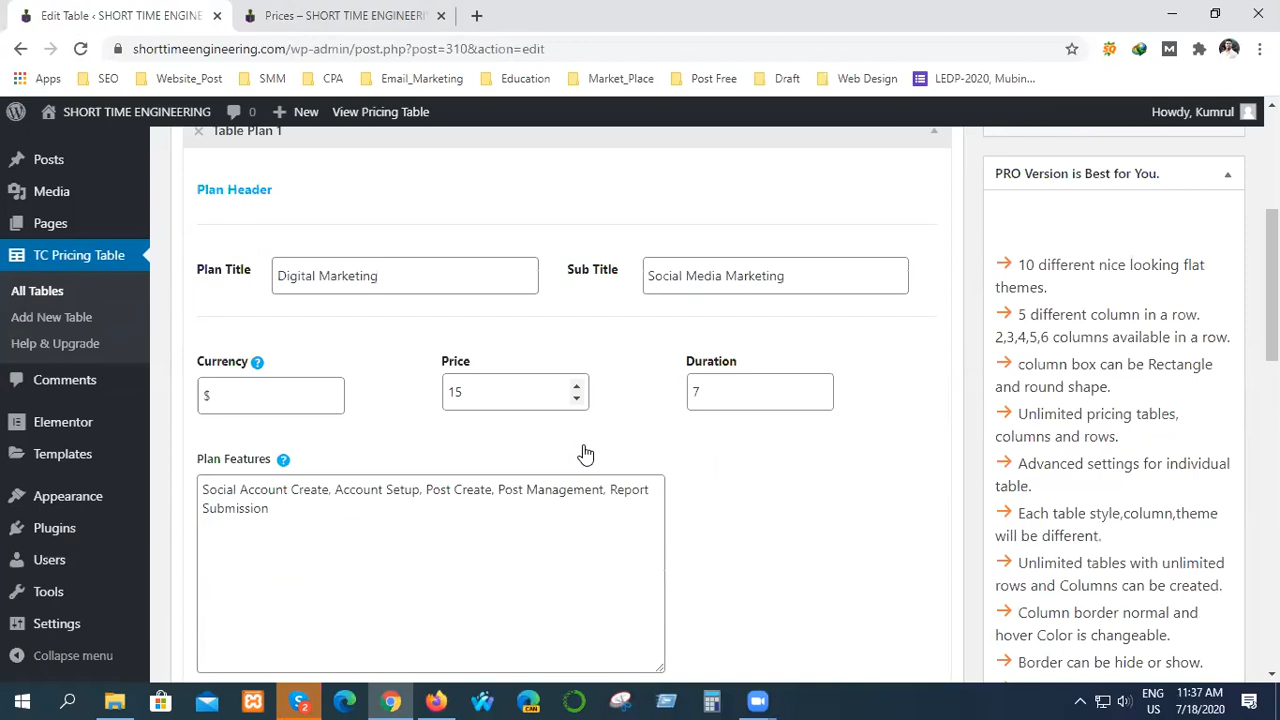 Edit Table ‹ SHORT TIME ENGINE
Prices – SHORT TIME ENGINEERI
shorttimeengineering.com/wp-admin/post.php?post=310&action=edit
Apps
SEO
Website_Post
SMM
CPA
Email_Marketing
Education
Market_Place
Post Free
Draft
Web Design
LEDP-2020, Mubin...
SHORT TIME ENGINEERING
0
New
View Pricing Table
Howdy, Kumrul
Posts
Media
Pages
TC Pricing Table
All Tables
Add New Table
Help & Upgrade
Comments
Elementor
Templates
Appearance
Plugins
Users
Tools
Settings
Collapse menu
Table Plan 1
Plan Header
Plan Title
Digital Marketing
Sub Title
Social Media Marketing
Currency ?
Price
Duration
$
15
7
Plan Features ?
Social Account Create, Account Setup, Post Create, Post Management, Report
Submission
PRO Version is Best for You.
10 different nice looking flat
themes.
5 different column in a row.
2,3,4,5,6 columns available in a row.
column box can be Rectangle
and round shape.
Unlimited pricing tables,
columns and rows.
Advanced settings for individual
table.
Each table style,column,theme
will be different.
Unlimited tables with unlimited
rows and Columns can be created.
Column border normal and
hover Color is changeable.
Border can be hide or show.
ENG
US
11:37 AM
7/18/2020